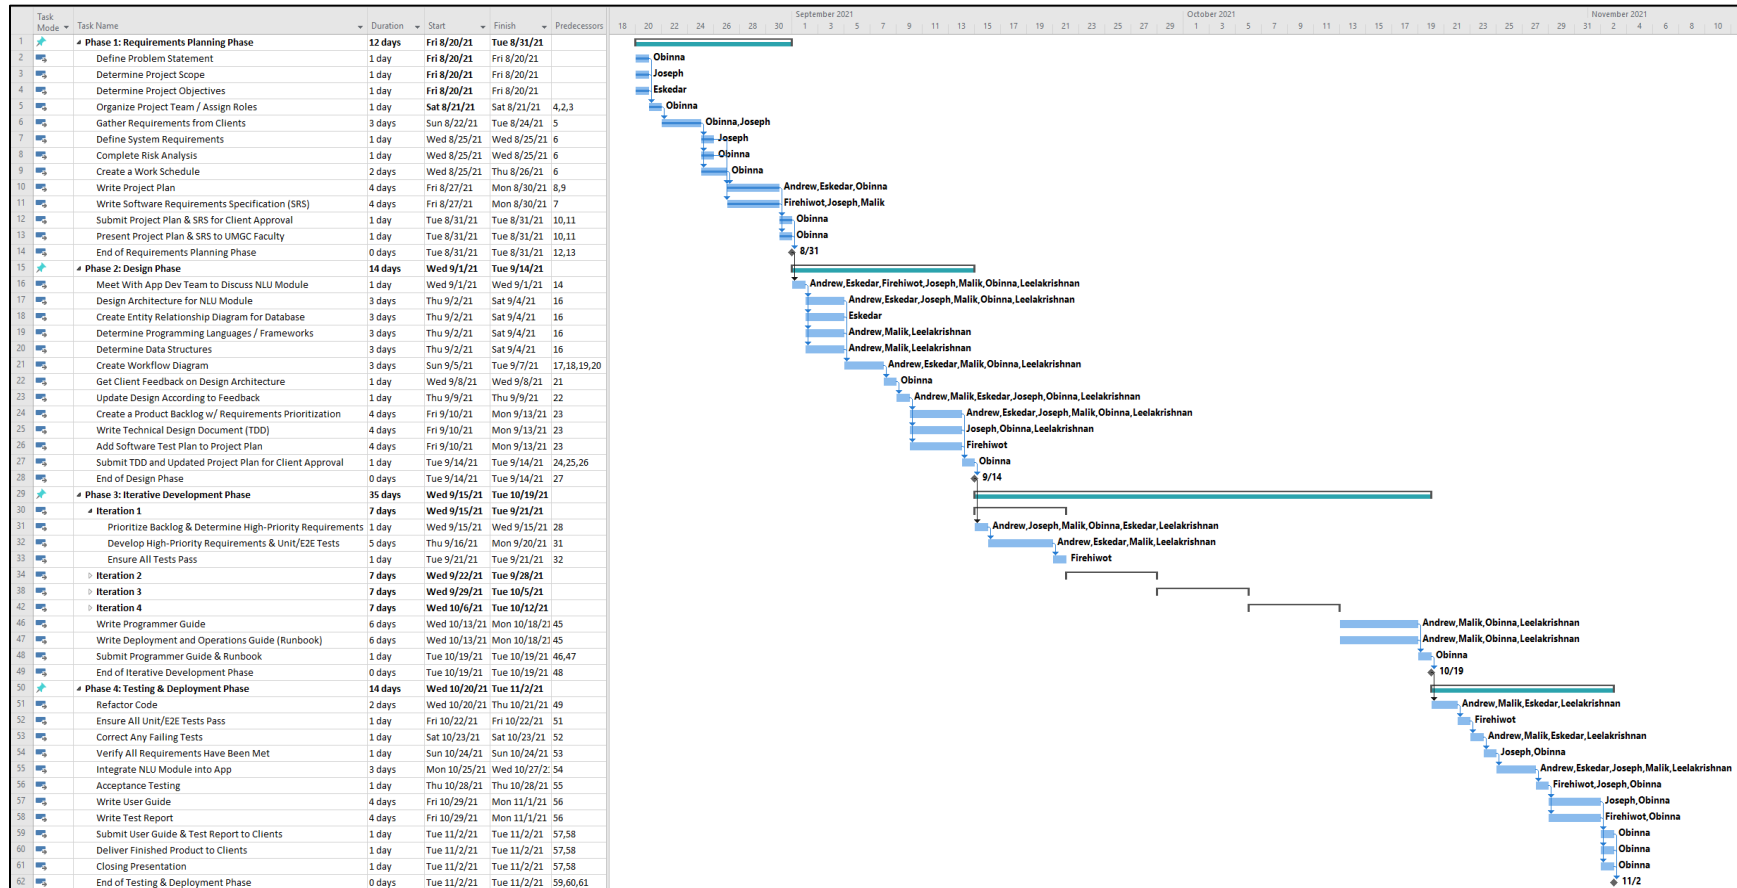 Task Mode Task Name Duration Start Finish Predecessors
September 2021 October 2021 November 2021
18 20 22 24 26 28 30 1 3 5 7 9 11 13 15 17 19 21 23 25 27 29 1 3 5 7 9 11 13 15 17 19 21 23 25 27 29 31 2 4 6 8 10
1 Phase 1: Requirements Planning Phase 12 days Fri 8/20/21 Tue 8/31/21
2 Define Problem Statement 1 day Fri 8/20/21 Fri 8/20/21 Obinna
3 Determine Project Scope 1 day Fri 8/20/21 Fri 8/20/21 Joseph
4 Determine Project Objectives 1 day Fri 8/20/21 Fri 8/20/21 Eskedar
5 Organize Project Team / Assign Roles 1 day Sat 8/21/21 Sat 8/21/21 4,2,3 Obinna
6 Gather Requirements from Clients 3 days Sun 8/22/21 Tue 8/24/21 5 Obinna,Joseph
7 Define System Requirements 1 day Wed 8/25/21 Wed 8/25/21 6 Joseph
8 Complete Risk Analysis 1 day Wed 8/25/21 Wed 8/25/21 6 Obinna
9 Create a Work Schedule 2 days Wed 8/25/21 Thu 8/26/21 6 Obinna
10 Write Project Plan 4 days Fri 8/27/21 Mon 8/30/21 8,9 Andrew,Eskedar,Obinna
11 Write Software Requirements Specification (SRS) 4 days Fri 8/27/21 Mon 8/30/21 7 Firehiwot,Joseph,Malik
12 Submit Project Plan & SRS for Client Approval 1 day Tue 8/31/21 Tue 8/31/21 10,11 Obinna
13 Present Project Plan & SRS to UMGC Faculty 1 day Tue 8/31/21 Tue 8/31/21 10,11 Obinna
14 End of Requirements Planning Phase 0 days Tue 8/31/21 Tue 8/31/21 12,13 8/31
15 Phase 2: Design Phase 14 days Wed 9/1/21 Tue 9/14/21
16 Meet With App Dev Team to Discuss NLU Module 1 day Wed 9/1/21 Wed 9/1/21 14 Andrew,Eskedar,Firehiwot,Joseph,Malik,Obinna,Leelakrishnan
17 Design Architecture for NLU Module 3 days Thu 9/2/21 Sat 9/4/21 16 Andrew,Eskedar,Joseph,Malik,Obinna,Leelakrishnan
18 Create Entity Relationship Diagram for Database 3 days Thu 9/2/21 Sat 9/4/21 16 Eskedar
19 Determine Programming Languages / Frameworks 3 days Thu 9/2/21 Sat 9/4/21 16 Andrew,Malik,Leelakrishnan
20 Determine Data Structures 3 days Thu 9/2/21 Sat 9/4/21 16 Andrew,Malik,Leelakrishnan
21 Create Workflow Diagram 3 days Sun 9/5/21 Tue 9/7/21 17,18,19,20 Andrew,Eskedar,Malik,Obinna,Leelakrishnan
22 Get Client Feedback on Design Architecture 1 day Wed 9/8/21 Wed 9/8/21 21 Obinna
23 Update Design According to Feedback 1 day Thu 9/9/21 Thu 9/9/21 22 Andrew,Malik,Eskedar,Joseph,Obinna,Leelakrishnan
24 Create a Product Backlog w/ Requirements Prioritization 4 days Fri 9/10/21 Mon 9/13/21 23 Andrew,Eskedar,Joseph,Malik,Obinna,Leelakrishnan
25 Write Technical Design Document (TDD) 4 days Fri 9/10/21 Mon 9/13/21 23 Joseph,Obinna,Leelakrishnan
26 Add Software Test Plan to Project Plan 4 days Fri 9/10/21 Mon 9/13/21 23 Firehiwot
27 Submit TDD and Updated Project Plan for Client Approval 1 day Tue 9/14/21 Tue 9/14/21 24,25,26 Obinna
28 End of Design Phase 0 days Tue 9/14/21 Tue 9/14/21 27 9/14
29 Phase 3: Iterative Development Phase 35 days Wed 9/15/21 Tue 10/19/21
30 Iteration 1 7 days Wed 9/15/21 Tue 9/21/21
31 Prioritize Backlog & Determine High-Priority Requirements 1 day Wed 9/15/21 Wed 9/15/21 28 Andrew,Joseph,Malik,Obinna,Eskedar,Leelakrishnan
32 Develop High-Priority Requirements & Unit/E2E Tests 5 days Thu 9/16/21 Mon 9/20/21 31 Andrew,Eskedar,Malik,Leelakrishnan
33 Ensure All Tests Pass 1 day Tue 9/21/21 Tue 9/21/21 32 Firehiwot
34 Iteration 2 7 days Wed 9/22/21 Tue 9/28/21
38 Iteration 3 7 days Wed 9/29/21 Tue 10/5/21
42 Iteration 4 7 days Wed 10/6/21 Tue 10/12/21
46 Write Programmer Guide 6 days Wed 10/13/21 Mon 10/18/21 45 Andrew,Malik,Obinna,Leelakrishnan
47 Write Deployment and Operations Guide (Runbook) 6 days Wed 10/13/21 Mon 10/18/21 45 Andrew,Malik,Obinna,Leelakrishnan
48 Submit Programmer Guide & Runbook 1 day Tue 10/19/21 Tue 10/19/21 46,47 Obinna
49 End of Iterative Development Phase 0 days Tue 10/19/21 Tue 10/19/21 48 10/19
50 Phase 4: Testing & Deployment Phase 14 days Wed 10/20/21 Tue 11/2/21
51 Refactor Code 2 days Wed 10/20/21 Thu 10/21/21 49 Andrew,Malik,Eskedar,Leelakrishnan
52 Ensure All Unit/E2E Tests Pass 1 day Fri 10/22/21 Fri 10/22/21 51 Firehiwot
53 Correct Any Failing Tests 1 day Sat 10/23/21 Sat 10/23/21 52 Andrew,Malik,Eskedar,Leelakrishnan
54 Verify All Requirements Have Been Met 1 day Sun 10/24/21 Sun 10/24/21 53 Joseph,Obinna
55 Integrate NLU Module into App 3 days Mon 10/25/21 Wed 10/27/2: 54 Andrew,Eskedar,Joseph,Malik,Leelakrishnan
56 Acceptance Testing 1 day Thu 10/28/21 Thu 10/28/21 55 Firehiwot,Joseph,Obinna
57 Write User Guide 4 days Fri 10/29/21 Mon 11/1/21 56 Joseph,Obinna
58 Write Test Report 4 days Fri 10/29/21 Mon 11/1/21 56 Firehiwot,Obinna
59 Submit User Guide & Test Report to Clients 1 day Tue 11/2/21 Tue 11/2/21 57,58 Obinna
60 Deliver Finished Product to Clients 1 day Tue 11/2/21 Tue 11/2/21 57,58 Obinna
61 Closing Presentation 1 day Tue 11/2/21 Tue 11/2/21 57,58 Obinna
62 End of Testing & Deployment Phase 0 days Tue 11/2/21 Tue 11/2/21 59,60,61 11/2